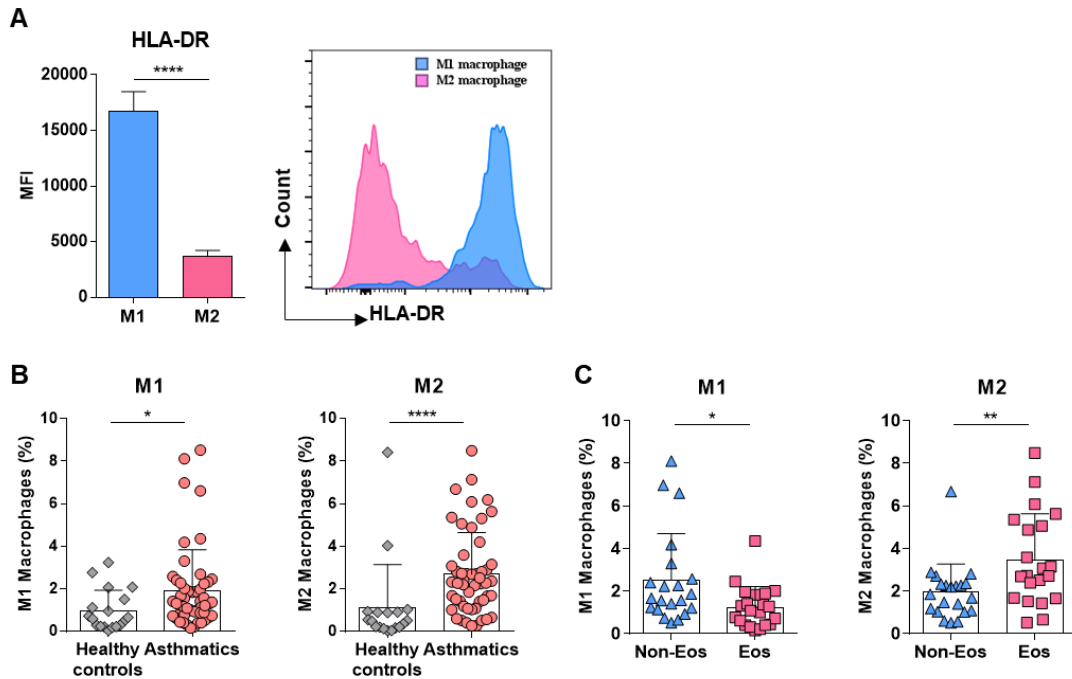 A
HLA-DR
****
20000
15000
10000
5000
0
MFI
M1
M2
M1 macrophage
M2 macrophage
Count
HLA-DR
B
M1
*
10
8
6
4
2
0
M1 Macrophages (%)
Healthy Asthmatics
controls
M2
****
10
8
6
4
2
0
M2 Macrophages (%)
Healthy Asthmatics
controls
C
M1
*
10
8
6
4
2
0
M1 Macrophages (%)
Non-Eos
Eos
M2
**
10
8
6
4
2
0
M2 Macrophages (%)
Non-Eos
Eos